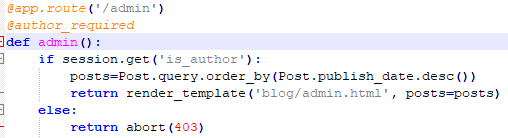 @app.route('/admin')
@author_required
def admin():
    if session.get('is_author'):
        posts=Post.query.order_by(Post.publish_date.desc())
        return render_template('blog/admin.html', posts=posts)
    else:
        return abort(403)